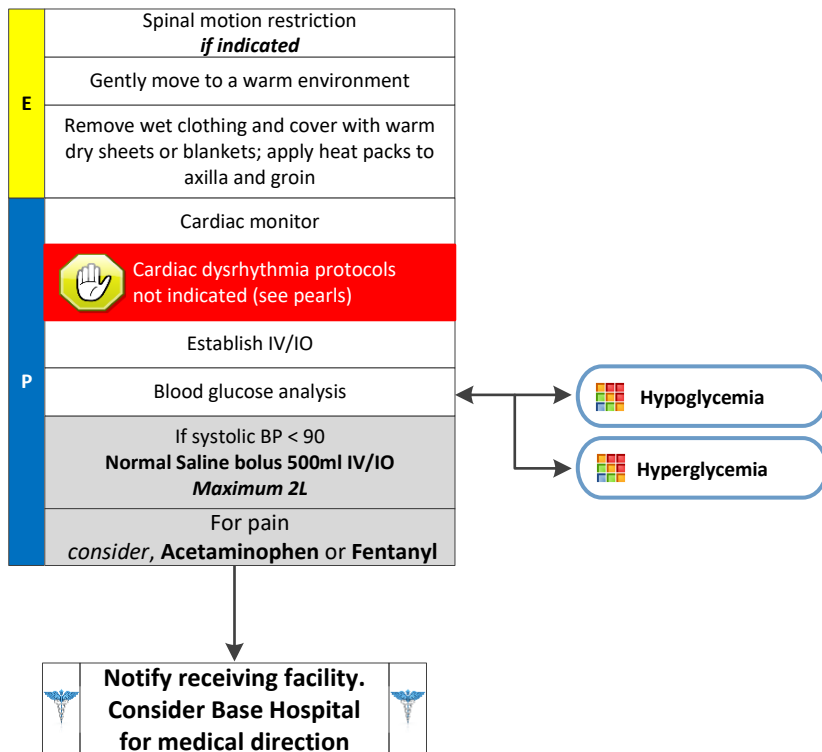 E
Spinal motion restriction
if indicated
Gently move to a warm environment
Remove wet clothing and cover with warm
dry sheets or blankets; apply heat packs to
axilla and groin
P
Cardiac monitor
Cardiac dysrhythmia protocols
not indicated (see pearls)
Establish IV/IO
Blood glucose analysis
Hypoglycemia
Hyperglycemia
If systolic BP < 90
Normal Saline bolus 500ml IV/IO
Maximum 2L
For pain
consider, Acetaminophen or Fentanyl
Notify receiving facility.
Consider Base Hospital
for medical direction